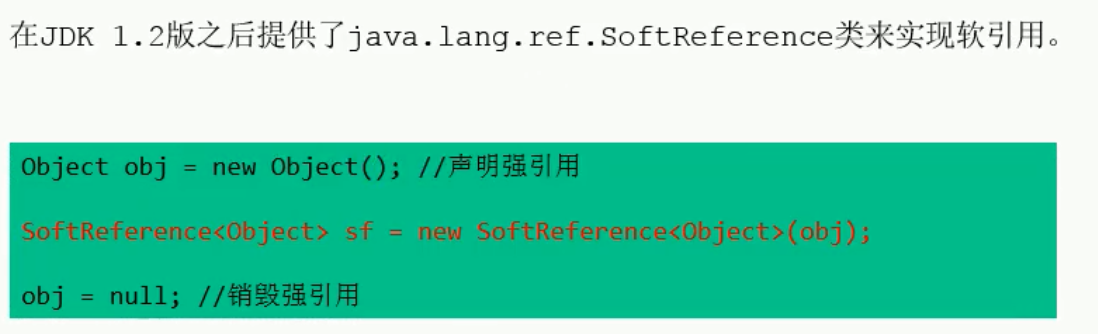 在JDK 1.2版之后提供了java.lang.ref.SoftReference类来实现软引用。
Object obj = new Object(); //声明强引用
SoftReference<Object> sf = new SoftReference<Object>(obj);
obj = null; //销毁强引用